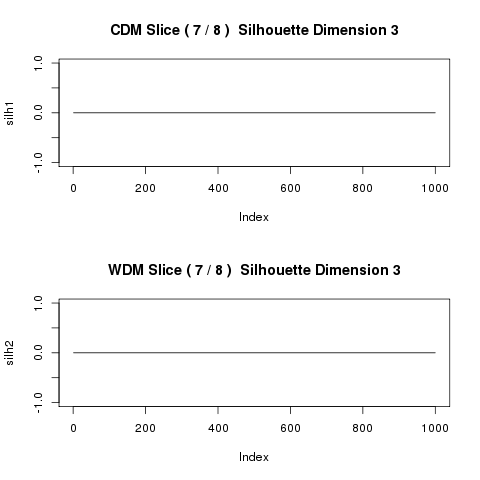 CDM Slice ( 7 / 8 )  Silhouette Dimension 3
silh1
1.0
0.0
-1.0
0 200 400 600 800 1000
Index
WDM Slice ( 7 / 8 )  Silhouette Dimension 3
silh2
1.0
0.0
-1.0
0 200 400 600 800 1000
Index